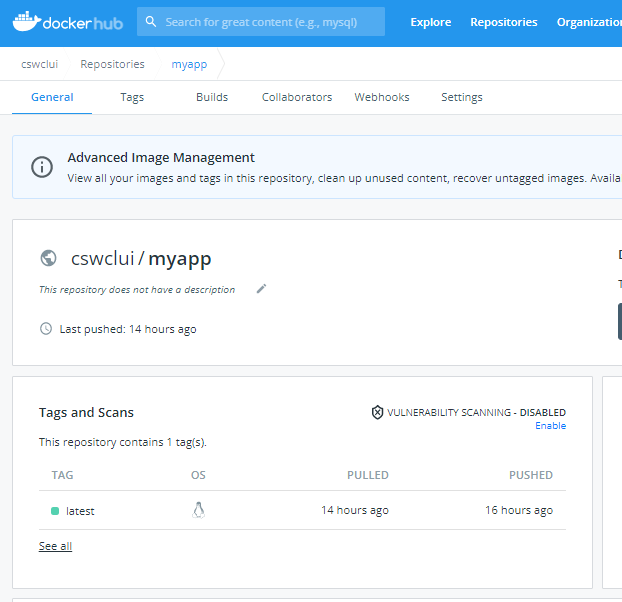 dockerhub
Search for great content (e.g., mysql)
Explore
Repositories
cswclui
Repositories
myapp
General
Tags
Builds
Collaborators
Webhooks
Settings
Advanced Image Management
View all your images and tags in this repository, clean up unused content, recover untagged images.
cswclui / myapp
This repository does not have a description
Last pushed: 14 hours ago
Tags and Scans
VULNERABILITY SCANNING - DISABLED
Enable
This repository contains 1 tag(s).
TAG OS PULLED PUSHED
latest 14 hours ago 16 hours ago
See all